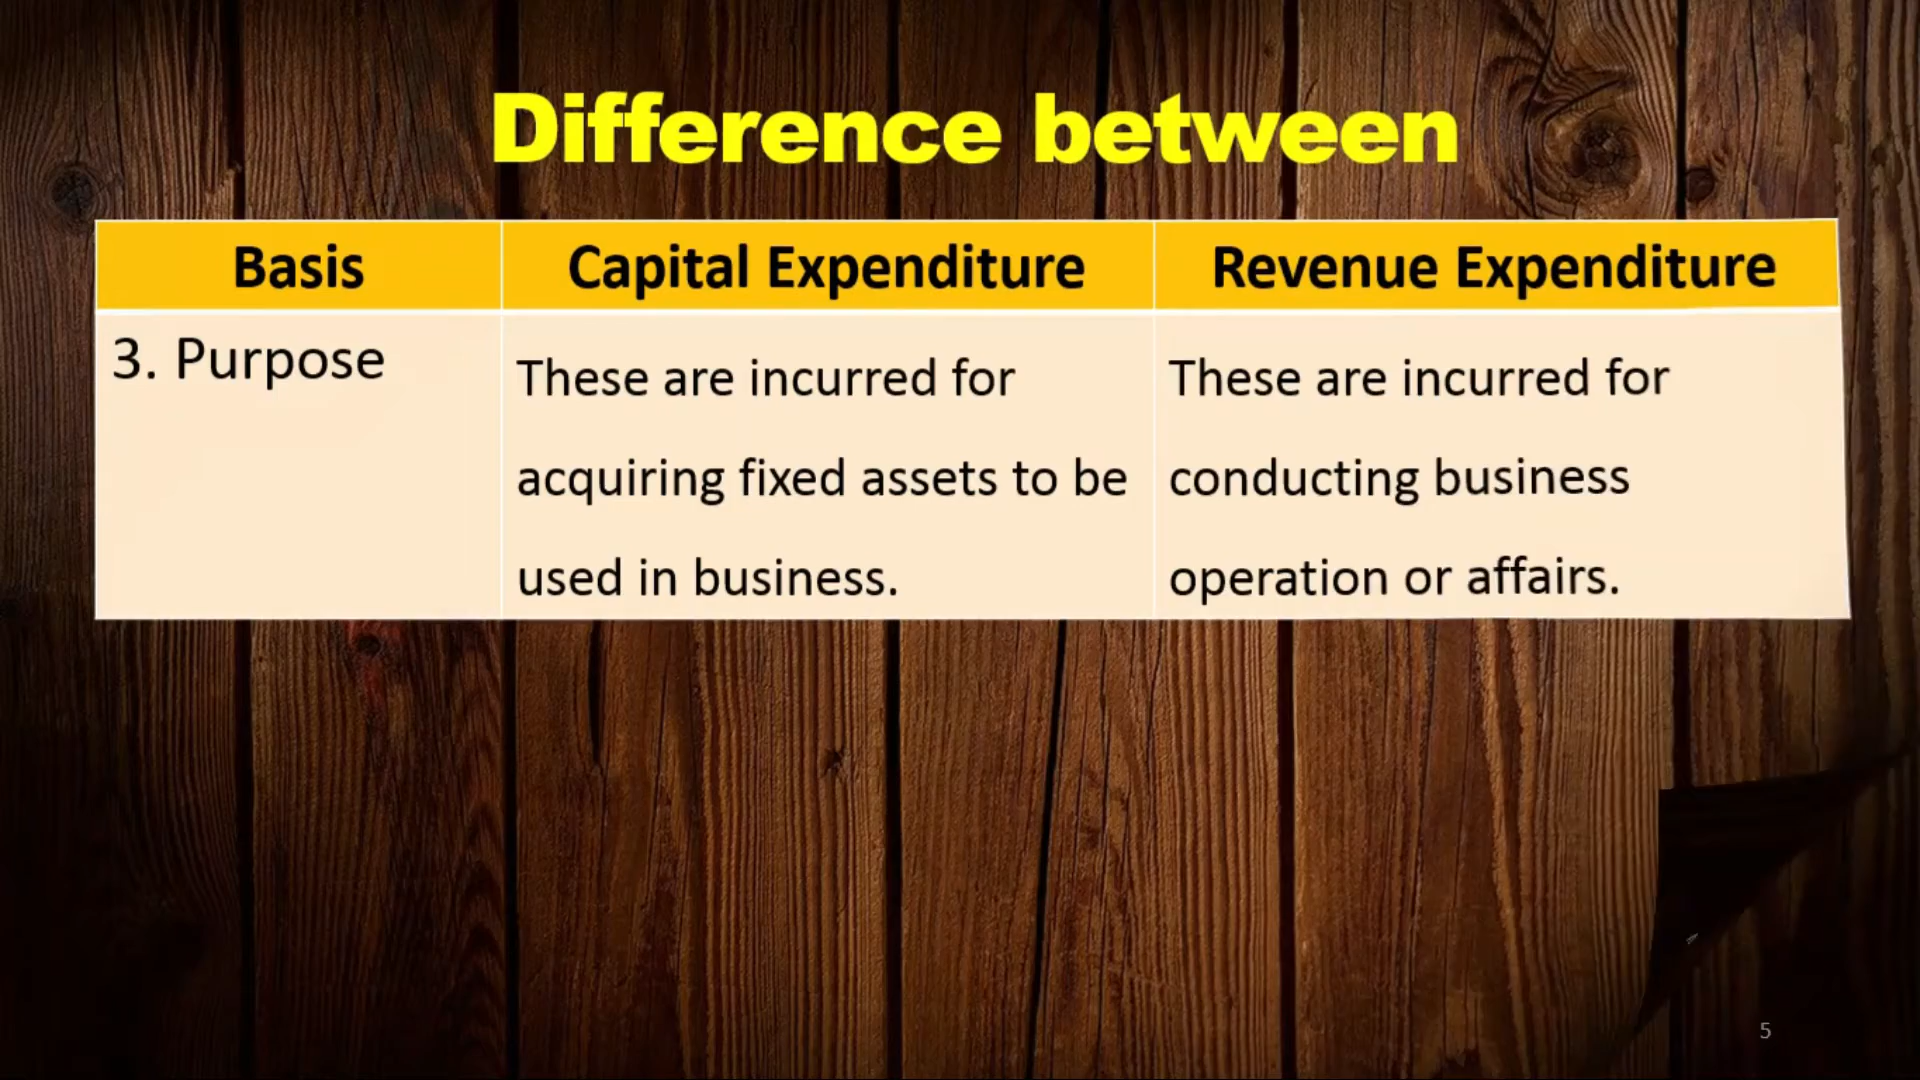 Difference between
Basis
Capital Expenditure
Revenue Expenditure
3. Purpose
These are incurred for
acquiring fixed assets to be
used in business.
These are incurred for
conducting business
operation or affairs.
5